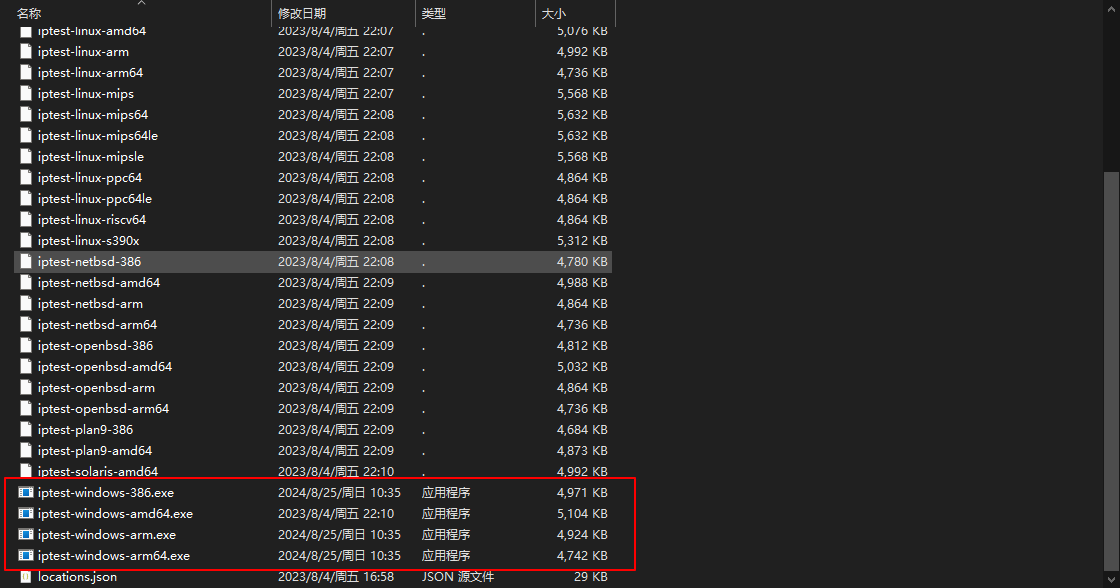 名称 修改日期 类型 大小
iptest-linux-amd64 2023/8/4/周五 22:07 . 5,076 KB
iptest-linux-arm 2023/8/4/周五 22:07 . 4,992 KB
iptest-linux-arm64 2023/8/4/周五 22:07 . 4,736 KB
iptest-linux-mips 2023/8/4/周五 22:07 . 5,568 KB
iptest-linux-mips64 2023/8/4/周五 22:08 . 5,632 KB
iptest-linux-mips64le 2023/8/4/周五 22:08 . 5,632 KB
iptest-linux-mipsle 2023/8/4/周五 22:08 . 5,568 KB
iptest-linux-ppc64 2023/8/4/周五 22:08 . 4,864 KB
iptest-linux-ppc64le 2023/8/4/周五 22:08 . 4,864 KB
iptest-linux-riscv64 2023/8/4/周五 22:08 . 4,864 KB
iptest-linux-s390x 2023/8/4/周五 22:08 . 5,312 KB
iptest-netbsd-386 2023/8/4/周五 22:08 . 4,780 KB
iptest-netbsd-amd64 2023/8/4/周五 22:09 . 4,988 KB
iptest-netbsd-arm 2023/8/4/周五 22:09 . 4,864 KB
iptest-netbsd-arm64 2023/8/4/周五 22:09 . 4,736 KB
iptest-openbsd-386 2023/8/4/周五 22:09 . 4,812 KB
iptest-openbsd-amd64 2023/8/4/周五 22:09 . 5,032 KB
iptest-openbsd-arm 2023/8/4/周五 22:09 . 4,864 KB
iptest-openbsd-arm64 2023/8/4/周五 22:09 . 4,736 KB
iptest-plan9-386 2023/8/4/周五 22:09 . 4,684 KB
iptest-plan9-amd64 2023/8/4/周五 22:09 . 4,873 KB
iptest-solaris-amd64 2023/8/4/周五 22:10 . 4,992 KB
iptest-windows-386.exe 2024/8/25/周日 10:35 应用程序 4,971 KB
iptest-windows-amd64.exe 2023/8/4/周五 22:10 应用程序 5,104 KB
iptest-windows-arm.exe 2024/8/25/周日 10:35 应用程序 4,924 KB
iptest-windows-arm64.exe 2024/8/25/周日 10:35 应用程序 4,742 KB
locations.json 2023/8/4/周五 16:58 JSON 源文件 29 KB